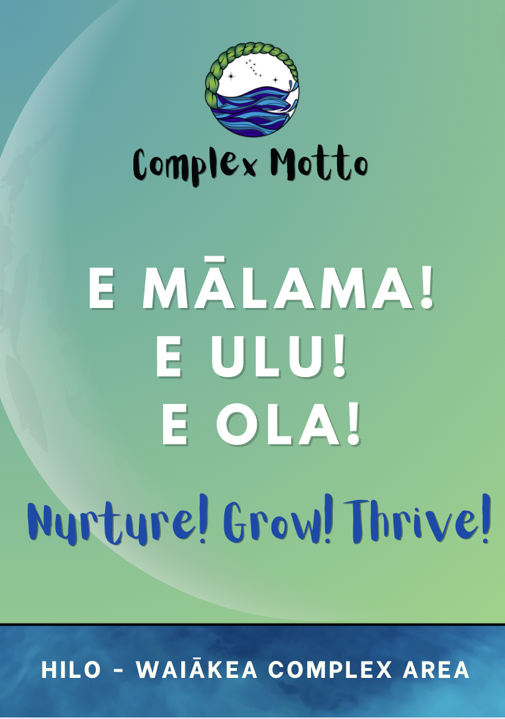 Complex Motto
E MĀLAMA!
E ULU!
E OLA!
Nurture! Grow! Thrive!
HILO - WAIĀKEA COMPLEX AREA